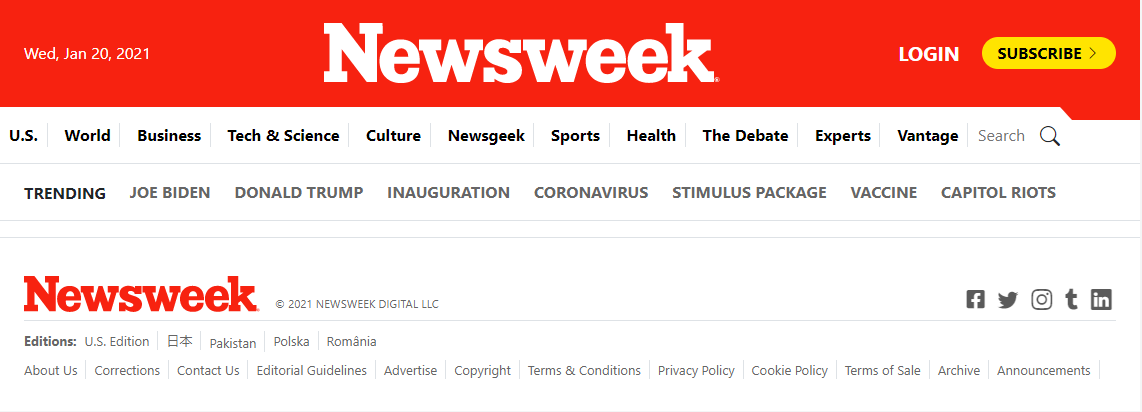 Wed, Jan 20, 2021
Newsweek
LOGIN
SUBSCRIBE
U.S. World Business Tech & Science Culture Newsgeek Sports Health The Debate Experts Vantage Search
TRENDING JOE BIDEN DONALD TRUMP INAUGURATION CORONAVIRUS STIMULUS PACKAGE VACCINE CAPITOL RIOTS
Newsweek © 2021 NEWSWEEK DIGITAL LLC
Editions: U.S. Edition 日本 Pakistan Polska România
About Us Corrections Contact Us Editorial Guidelines Advertise Copyright Terms & Conditions Privacy Policy Cookie Policy Terms of Sale Archive Announcements